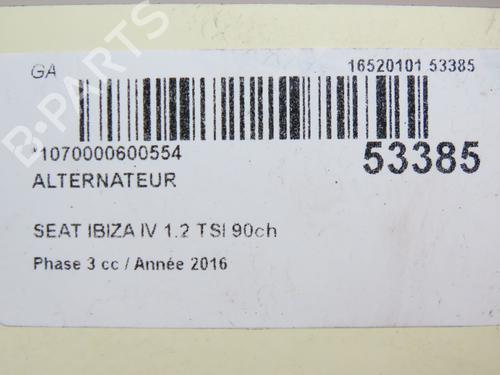 GA
16520101 53385
*1070000600554
53385
ALTERNATEUR
SEAT IBIZA IV 1.2 TSI 90ch
Phase 3 cc / Année 2016
B-PARTS